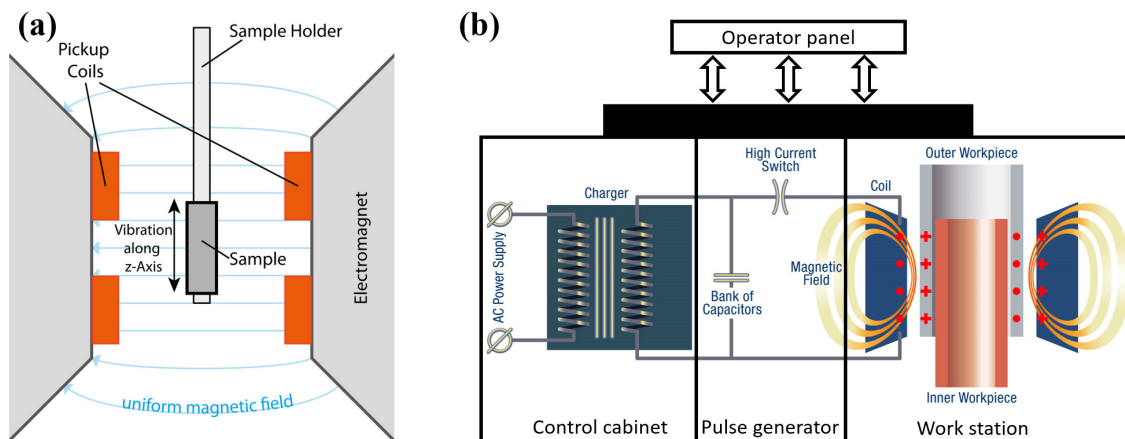 (a)
Sample Holder
Pickup
Coils
Vibration
along
z-Axis
Sample
Electromagnet
uniform magnetic field
(b)
Operator panel
High Current
Switch
Outer Workpiece
Charger
Coil
AC Power Supply
Magnetic
Field
Bank of
Capacitors
Inner Workpiece
Control cabinet
Pulse generator
Work station